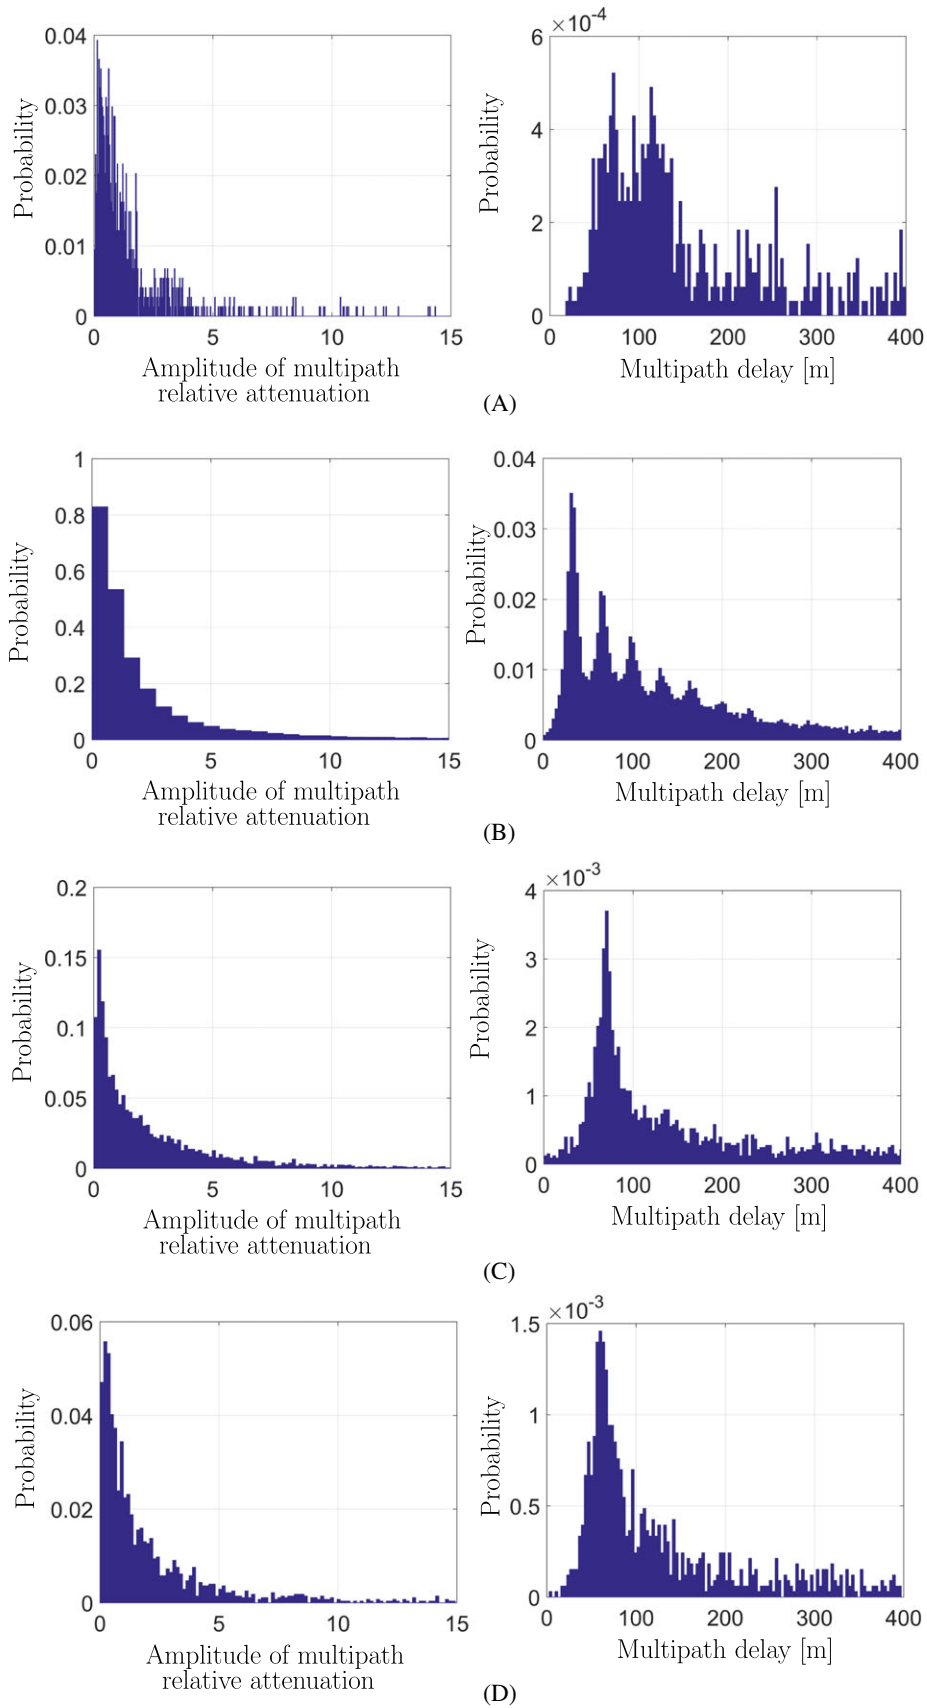 0.04
0.03
0.02
0.01
0
Probability
0 5 10 15
Amplitude of multipath
relative attenuation
×10-4
6
4
2
0
Probability
0 100 200 300 400
Multipath delay [m]
(A)
1
0.8
0.6
0.4
0.2
0
Probability
0 5 10 15
Amplitude of multipath
relative attenuation
0.04
0.03
0.02
0.01
0
Probability
0 100 200 300 400
Multipath delay [m]
(B)
0.2
0.15
0.1
0.05
0
Probability
0 5 10 15
Amplitude of multipath
relative attenuation
×10-3
4
3
2
1
0
Probability
0 100 200 300 400
Multipath delay [m]
(C)
0.06
0.04
0.02
0
Probability
0 5 10 15
Amplitude of multipath
relative attenuation
×10-3
1.5
1
0.5
0
Probability
0 100 200 300 400
Multipath delay [m]
(D)